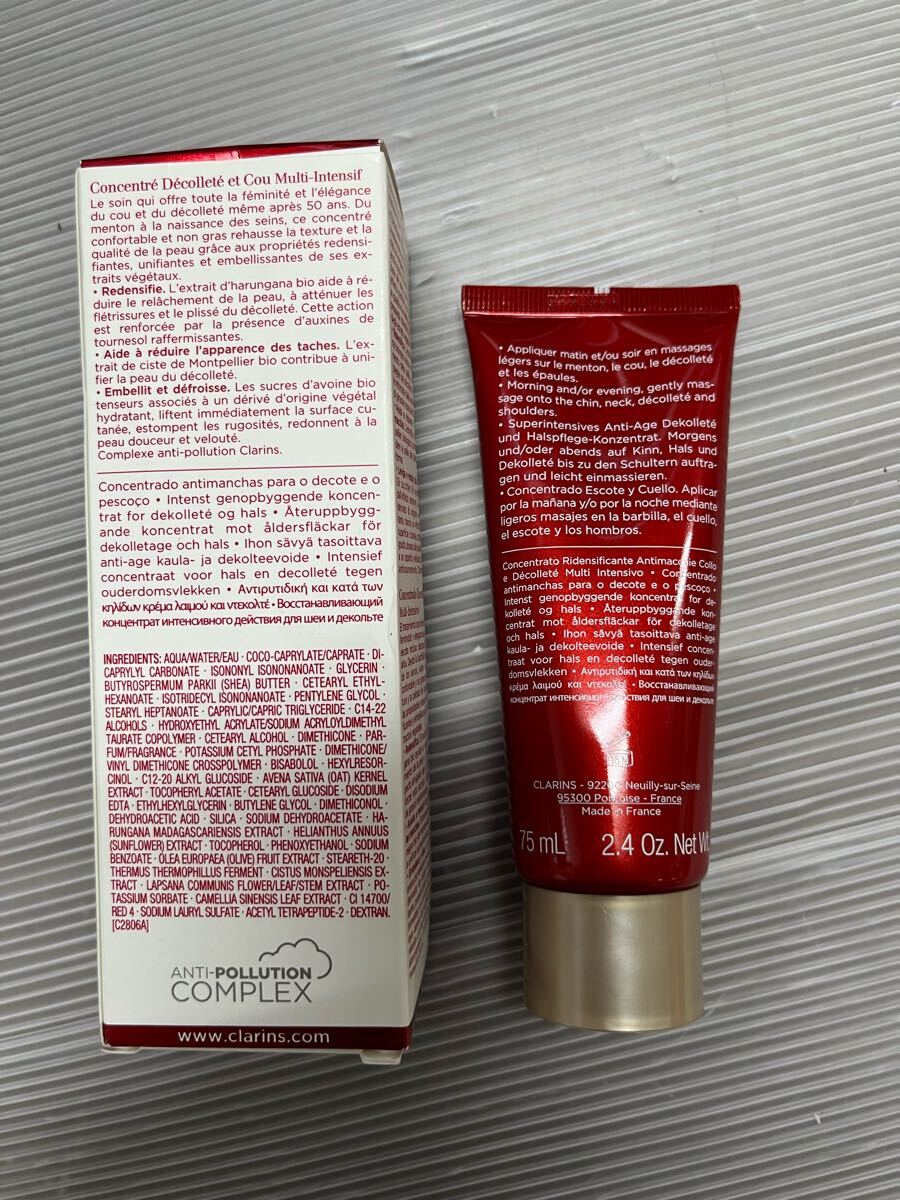 Concentré Décolleté et Cou Multi-Intensif
Le soin qui offre toute la féminité et l'élégance
du cou et du décolleté même après 50 ans. Du
menton à la naissance des seins, ce concentré
confortable et non gras rehausse la texture et la
qualité de la peau grâce aux propriétés redensi-
fiantes, unifiantes et embellissantes de ses ex-
traits végétaux.
• Redensifie. L'extrait d'harungana bio aide à ré-
duire le relâchement de la peau, à atténuer les
flétrissures et le plissé du décolleté. Cette action
est renforcée par la présence d'auxines de
tournesol raffermissantes.
• Aide à réduire l'apparence des taches. L'ex-
trait de ciste de Montpellier bio contribue à uni-
fier la peau du décolleté.
• Embellit et défroisse. Les sucres d'avoine bio
tenseurs associés à un dérivé d'origine végétal
hydratant, liftent immédiatement la surface cu-
tanée, estompent les rugosités, redonnent à la
peau douceur et velouté.
Complexe anti-pollution Clarins.
Concentrado antimanchas para o decote e o
pescoço • Intenst genopbyggende koncen-
trat for dekolleté og hals • Återuppbygg-
ande koncentrat mot åldersfläckar för
dekolletage och hals • Ihon sävyä tasoittava
anti-age kaula- ja dekolteevoide • Intensief
concentraat voor hals en decolleté tegen
ouderdomsvlekken • Αντιρυτιδική και κατά των
κηλίδων κρέμα λαιμού και ντεκολτέ • Восстанавливающий
концентрат интенсивного действия для шеи и декольте
INGREDIENTS: AQUA/WATER/EAU · COCO-CAPRYLATE/CAPRATE · DI-
CAPRYLYL CARBONATE · ISONONYL ISONONANOATE · GLYCERIN ·
BUTYROSPERMUM PARKII (SHEA) BUTTER · CETEARYL ETHYL-
HEXANOATE · ISOTRIDECYL ISONONANOATE · PENTYLENE GLYCOL ·
STEARYL HEPTANOATE · CAPRYLIC/CAPRIC TRIGLYCERIDE · C14-22
ALCOHOLS · HYDROXYETHYL ACRYLATE/SODIUM ACRYLOYLDIMETHYL
TAURATE COPOLYMER · CETEARYL ALCOHOL · DIMETHICONE · PAR-
FUM/FRAGRANCE · POTASSIUM CETYL PHOSPHATE · DIMETHICONE/
VINYL DIMETHICONE CROSSPOLYMER · BISABOLOL · HEXYLRESOR-
CINOL · C12-20 ALKYL GLUCOSIDE · AVENA SATIVA (OAT) KERNEL
EXTRACT · TOCOPHERYL ACETATE · CETEARYL GLUCOSIDE · DISODIUM
EDTA · ETHYLHEXYLGLYCERIN · BUTYLENE GLYCOL · DIMETHICONOL ·
DEHYDROACETIC ACID · SILICA · SODIUM DEHYDROACETATE · HA-
RUNGANA MADAGASCARIENSIS EXTRACT · HELIANTHUS ANNUUS
(SUNFLOWER) EXTRACT · TOCOPHEROL · PHENOXYETHANOL · SODIUM
BENZOATE · OLEA EUROPAEA (OLIVE) FRUIT EXTRACT · STEARETH-20 ·
THERMUS THERMOPHILLUS FERMENT · CISTUS MONSPELIENSIS EX-
TRACT · LAPSANA COMMUNIS FLOWER/LEAF/STEM EXTRACT · PO-
TASSIUM SORBATE · CAMELLIA SINENSIS LEAF EXTRACT · CI 14700/
RED 4 · SODIUM LAURYL SULFATE · ACETYL TETRAPEPTIDE-2 · DEXTRAN.
[C2806A]
ANTI-POLLUTION
COMPLEX
www.clarins.com
• Appliquer matin et/ou soir en massages
légers sur le menton, le cou, le décolleté
et les épaules.
• Morning and/or evening, gently mas-
sage onto the chin, neck, décolleté and
shoulders.
• Superintensives Anti-Age Dekolleté
und Halspflege-Konzentrat. Morgens
und/oder abends auf Kinn, Hals und
Dekolleté bis zu den Schultern auftra-
gen und leicht einmassieren.
• Concentrado Escote y Cuello. Aplicar
por la mañana y/o por la noche mediante
ligeros masajes en la barbilla, el cuello,
el escote y los hombros.
Concentrato Ridensificante Antimacchie Collo
e Décolleté Multi Intensivo • Concentrado
antimanchas para o decote e o pescoço •
Intenst genopbyggende koncentrat for de-
kolleté og hals • Återuppbyggande kon-
centrat mot åldersfläckar för dekolletage
och hals • Ihon sävyä tasoittava anti-age
kaula- ja dekolteevoide • Intensief concen-
traat voor hals en decolleté tegen ouder-
domsvlekken • Αντιρυτιδική και κατά των κηλίδων
κρέμα λαιμού και ντεκολτέ • Восстанавливающий
концентрат интенсивного действия для шеи и декольте
CLARINS - 92200 Neuilly-sur-Seine
95300 Pontoise - France
Made in France
75 mL 2.4 Oz. Net Wt.